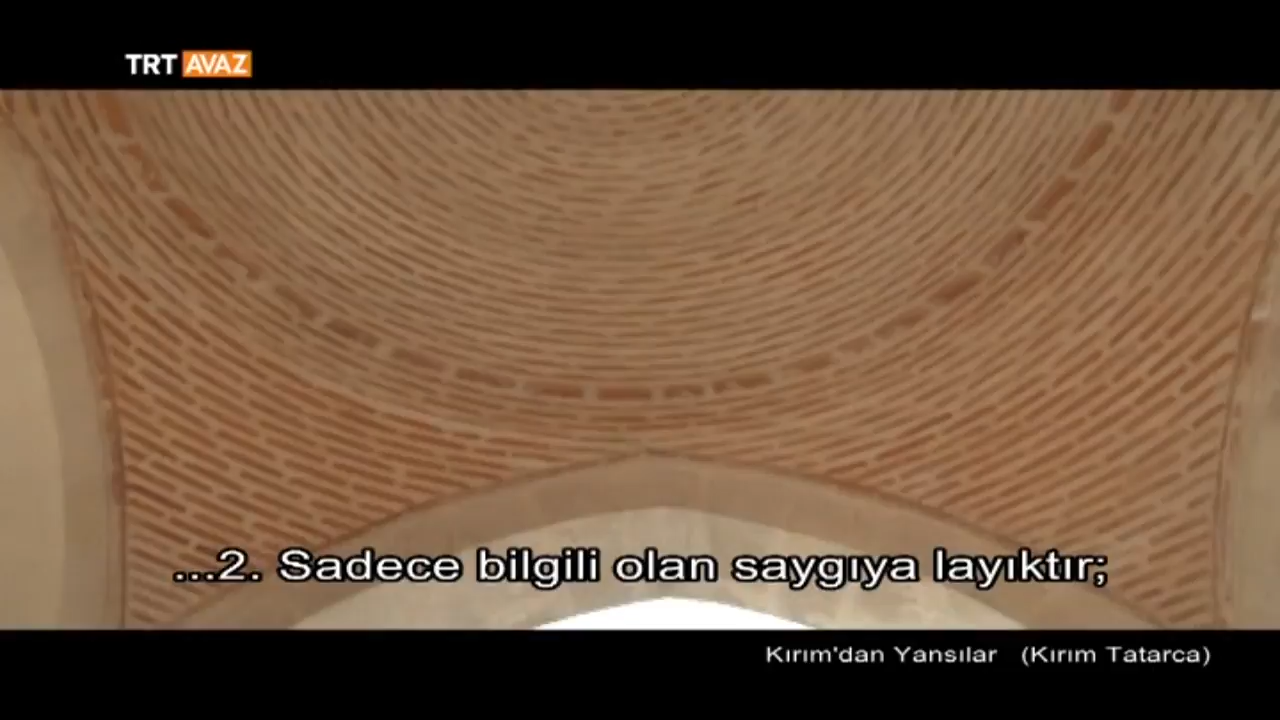 TRT AVAZ
...2. Sadece bilgili olan saygıya layıktır;
Kırım'dan Yansılar (Kırım Tatarca)